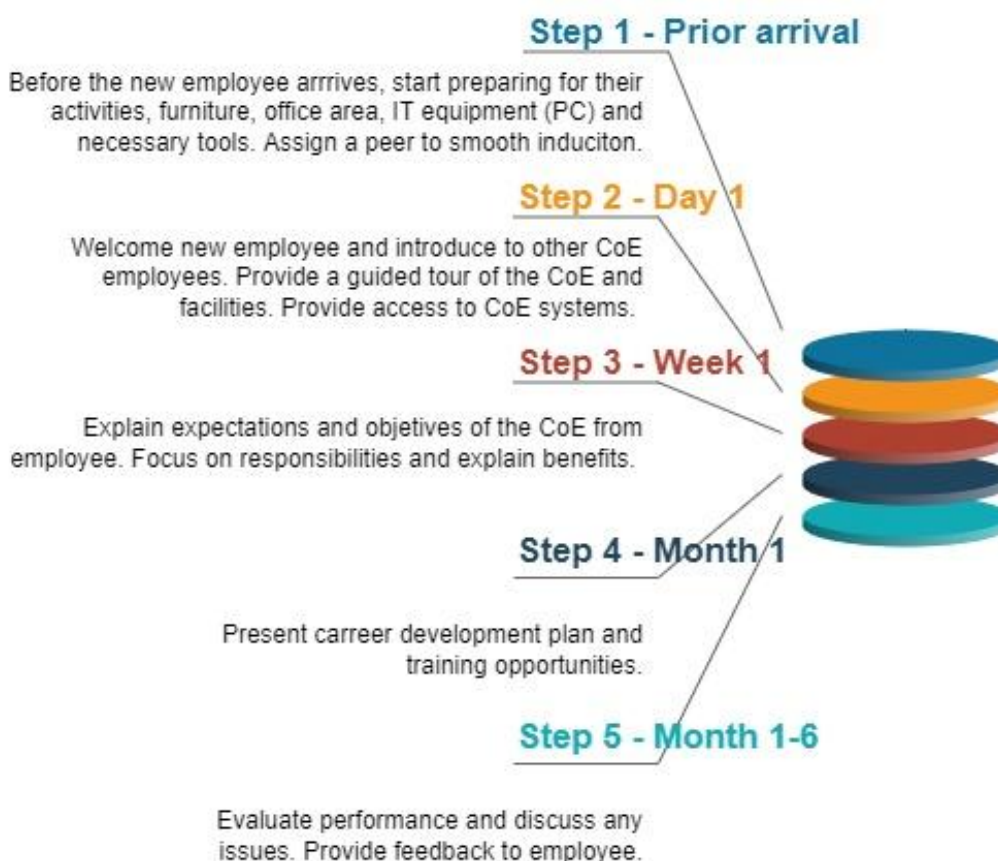 Step 1 - Prior arrival
Before the new employee arrrives, start preparing for their
activities, furniture, office area, IT equipment (PC) and
necessary tools. Assign a peer to smooth induciton.
Step 2 - Day 1
Welcome new employee and introduce to other CoE
employees. Provide a guided tour of the CoE and
facilities. Provide access to CoE systems.
Step 3 - Week 1
Explain expectations and objetives of the CoE from
employee. Focus on responsibilities and explain benefits.
Step 4 - Month 1
Present carreer development plan and
training opportunities.
Step 5 - Month 1-6
Evaluate performance and discuss any
issues. Provide feedback to employee.